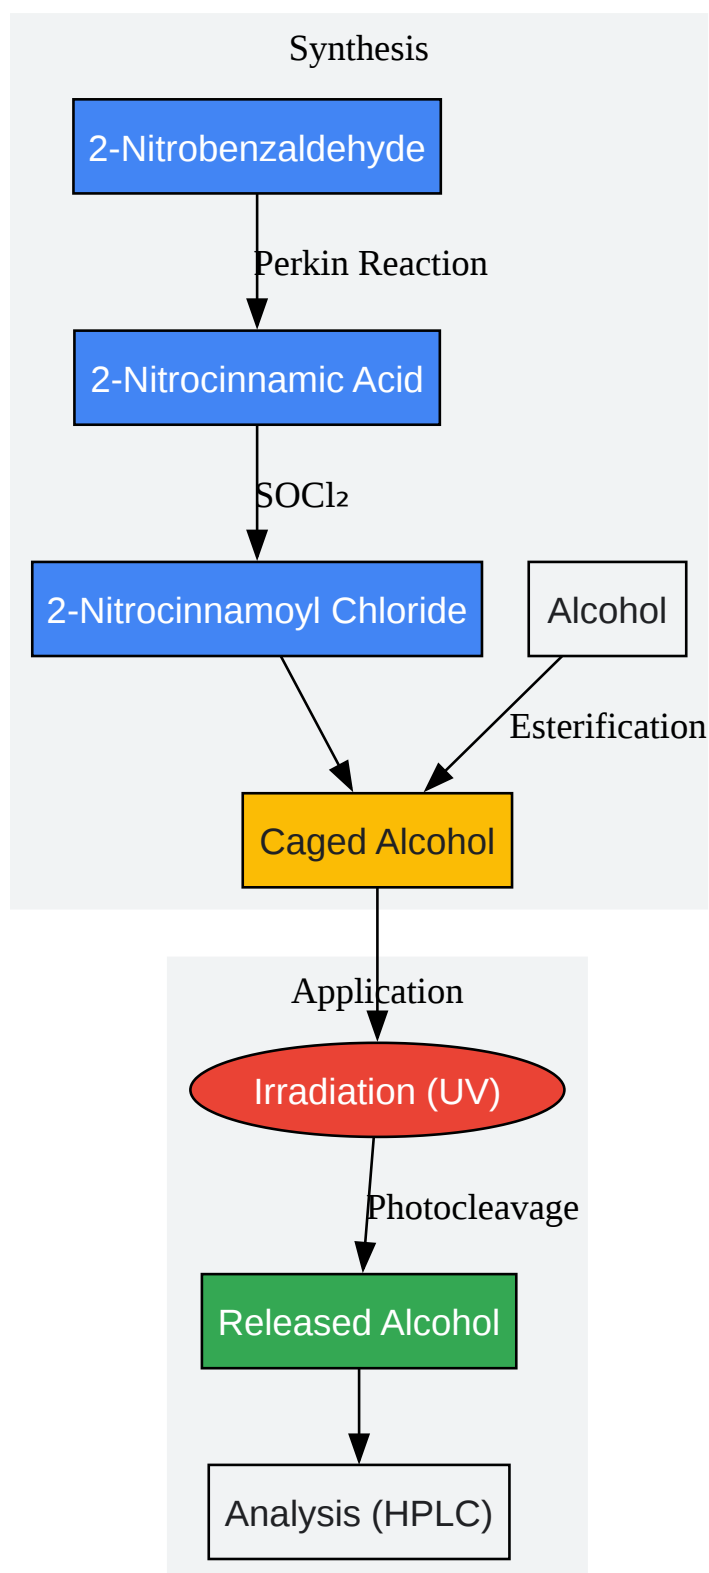 Synthesis
2-Nitrobenzaldehyde
Perkin Reaction
2-Nitrocinnamic Acid
SOCl₂
2-Nitrocinnamoyl Chloride
Alcohol
Esterification
Caged Alcohol
Application
Irradiation (UV)
Photocleavage
Released Alcohol
Analysis (HPLC)